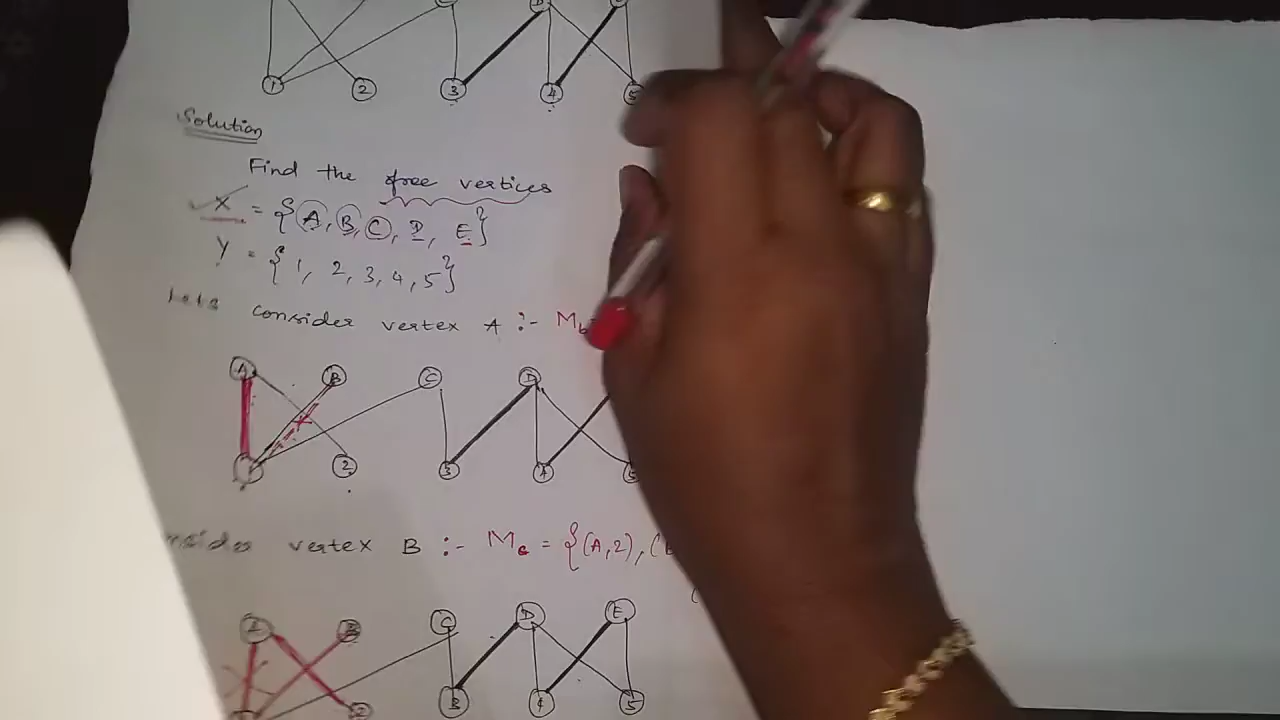 1 2 3 4 5
Solution
Find the free vertices
X = {A, B, C, D, E}
Y = {1, 2, 3, 4, 5}
consider vertex A :- M
A B C D
2 3 4 5
vertex B :- M = {(A,2), (
B C D E
2 3 4 5